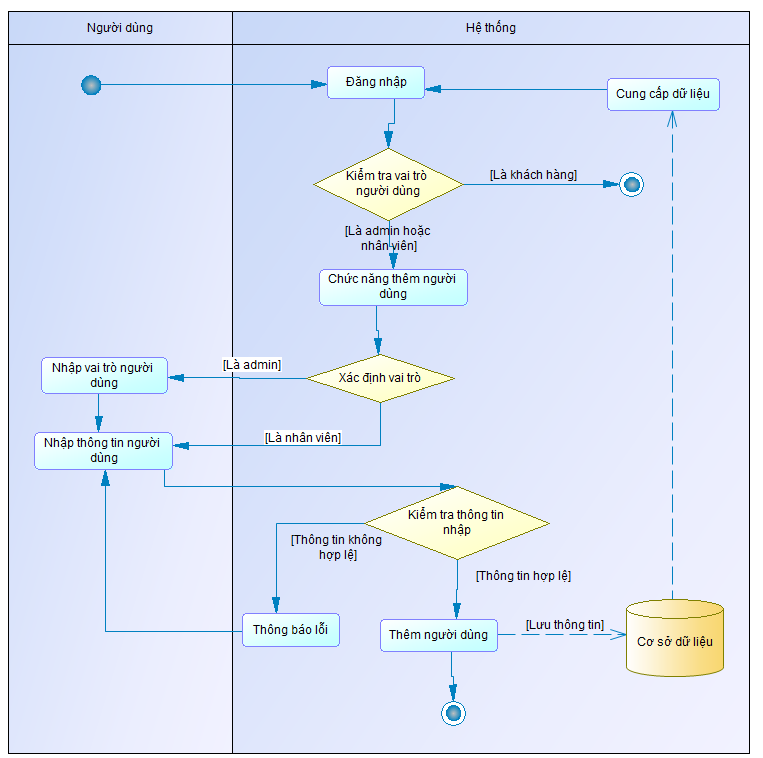 Người dùng
Hệ thống
Đăng nhập
Cung cấp dữ liệu
Kiểm tra vai trò
người dùng
[Là khách hàng]
[Là admin hoặc
nhân viên]
Chức năng thêm người
dùng
[Là admin]
Xác định vai trò
Nhập vai trò người
dùng
[Là nhân viên]
Nhập thông tin người
dùng
Kiểm tra thông tin
nhập
[Thông tin không
hợp lệ]
[Thông tin hợp lệ]
Thông báo lỗi
Thêm người dùng
[Lưu thông tin]
Cơ sở dữ liệu